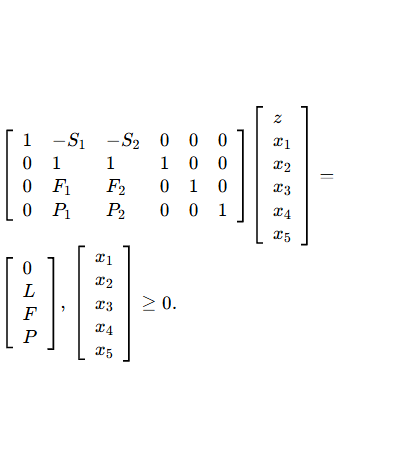 \begin{bmatrix} 1 & -S_1 & -S_2 & 0 & 0 & 0 \\ 0 & 1 & 1 & 1 & 0 & 0 \\ 0 & F_1 & F_2 & 0 & 1 & 0 \\ 0 & P_1 & P_2 & 0 & 0 & 1 \end{bmatrix} \begin{bmatrix} z \\ x_1 \\ x_2 \\ x_3 \\ x_4 \\ x_5 \end{bmatrix} =
\begin{bmatrix} 0 \\ L \\ F \\ P \end{bmatrix}, \begin{bmatrix} x_1 \\ x_2 \\ x_3 \\ x_4 \\ x_5 \end{bmatrix} \geq 0.